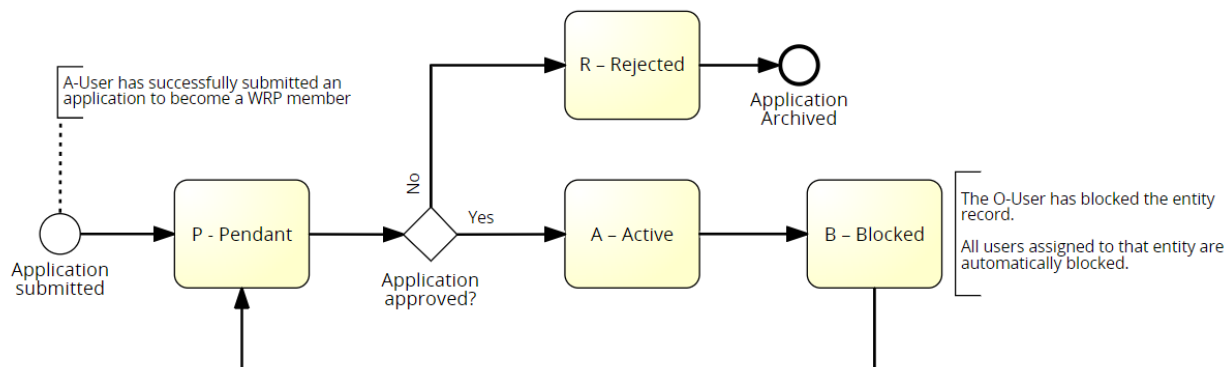 A-User has successfully submitted an
application to become a WRP member
R – Rejected
Application
Archived
No
Yes
P - Pendant
A – Active
B – Blocked
The O-User has blocked the entity
record.
All users assigned to that entity are
automatically blocked.
Application
submitted
Application
approved?